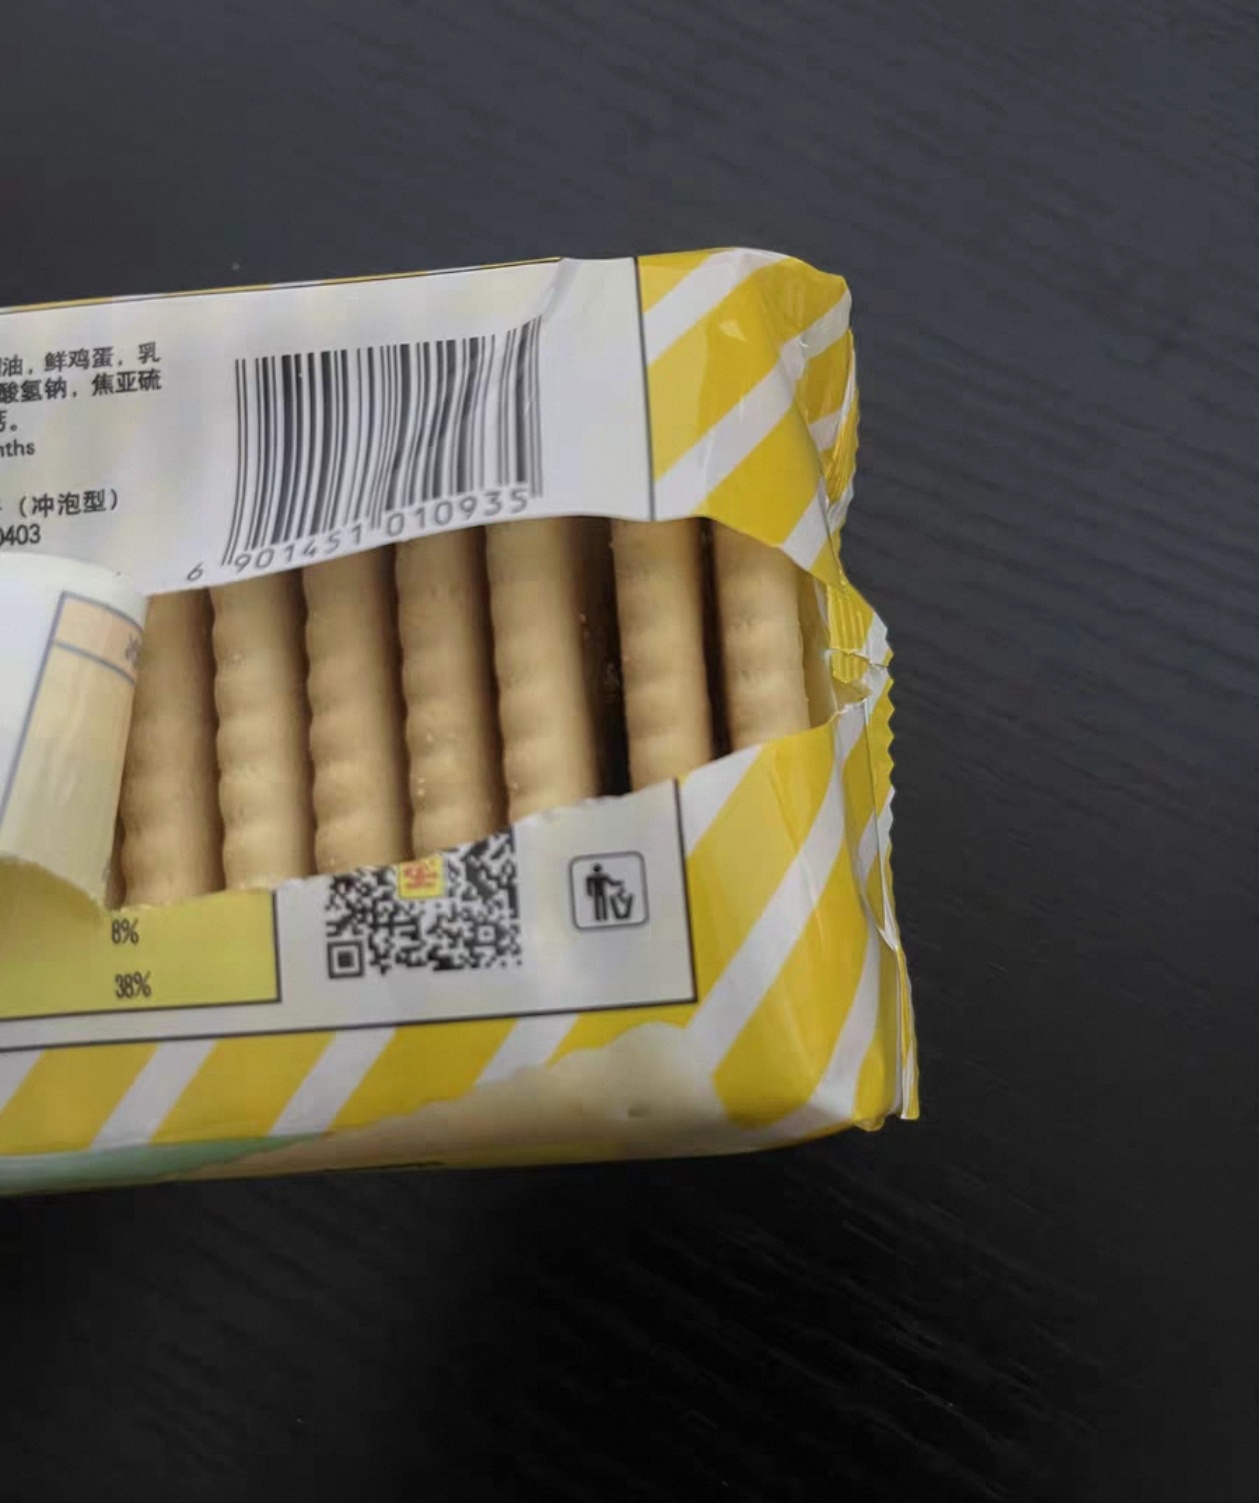 油，鲜鸡蛋，乳
酸氢钠，焦亚硫
nths
（冲泡型）
0403
6 901451 010935
8%
38%